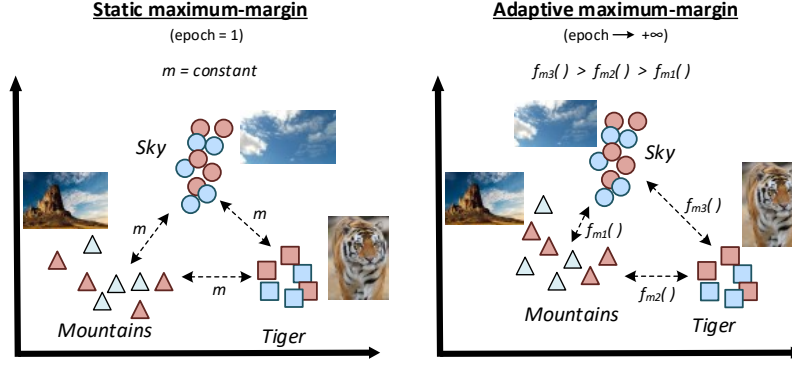 Static maximum-margin
(epoch = 1)
m = constant
Sky
m
m
m
Mountains
Tiger
Adaptive maximum-margin
(epoch → +∞)
fm3( ) > fm2( ) > fm1( )
Sky
fm3( )
fm1( )
fm2( )
Mountains
Tiger